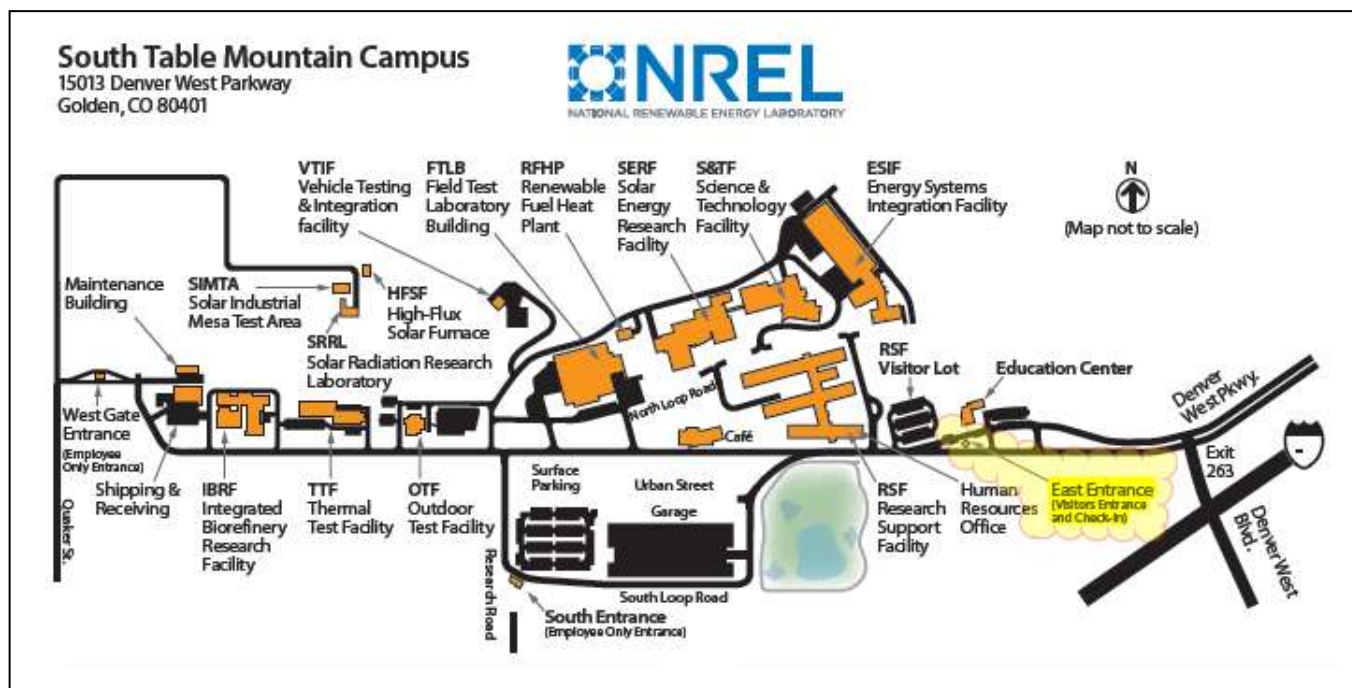 South Table Mountain Campus
15013 Denver West Parkway
Golden, CO 80401
NREL
NATIONAL RENEWABLE ENERGY LABORATORY
VTIF
Vehicle Testing
& Integration
facility
FTLB
Field Test
Laboratory
Building
RFHP
Renewable
Fuel Heat
Plant
SERF
Solar
Energy
Research
Facility
S&TF
Science &
Technology
Facility
ESIF
Energy Systems
Integration Facility
N
(Map not to scale)
Maintenance
Building
SIMTA
Solar Industrial
Mesa Test Area
HFSF
High-Flux
Solar Furnace
SRRL
Solar Radiation Research
Laboratory
RSF
Visitor Lot
Education Center
Denver
West Pkwy.
North Loop Road
Café
West Gate
Entrance
(Employee Only Entrance)
Quaker St.
Shipping &
Receiving
IBRF
Integrated
Biorefinery
Research
Facility
TTF
Thermal
Test Facility
OTF
Outdoor
Test Facility
Surface
Parking
Urban Street
Garage
RSF
Research
Support
Facility
Human
Resources
Office
East Entrance
(Visitors Entrance
and Check-In)
Exit
263
Denver West
Blvd.
Research Road
South Loop Road
South Entrance
(Employee Only Entrance)